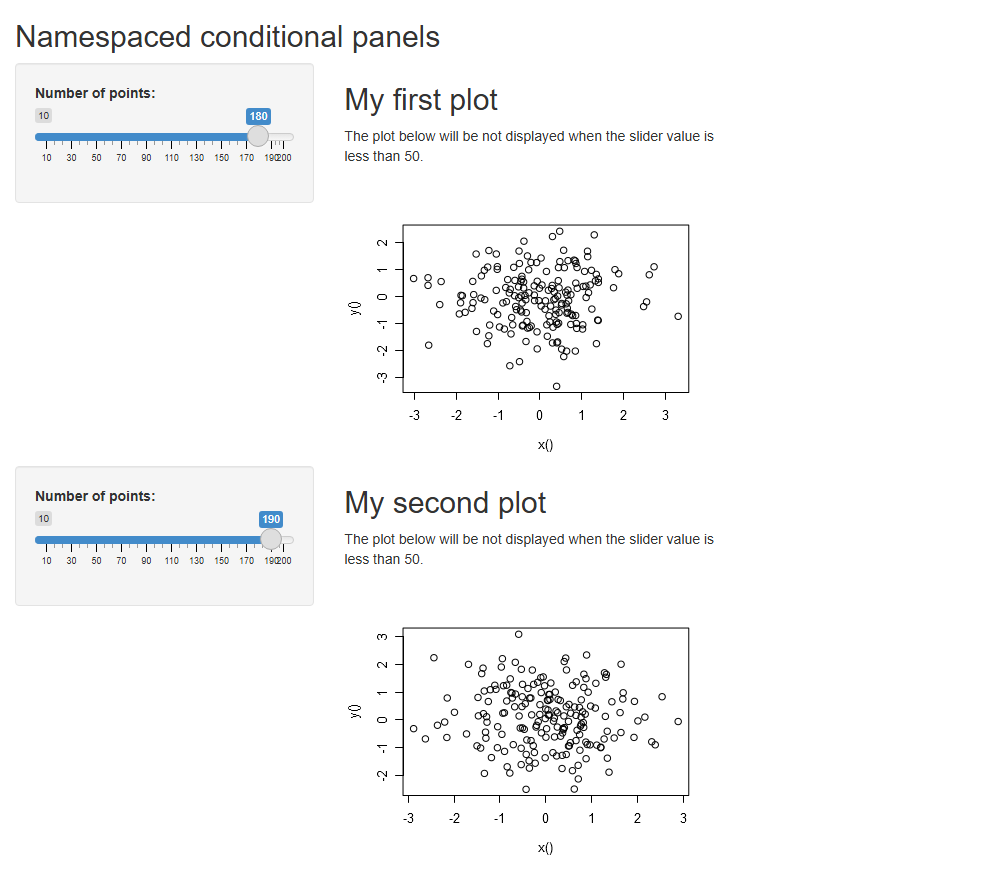 Namespaced conditional panels
Number of points:
10
180
10 30 50 70 90 110 130 150 170 190 200
My first plot
The plot below will be not displayed when the slider value is
less than 50.
2
1
0
-1
-2
-3
y()
-3 -2 -1 0 1 2 3
x()
Number of points:
10
190
10 30 50 70 90 110 130 150 170 190 200
My second plot
The plot below will be not displayed when the slider value is
less than 50.
3
2
1
0
-1
-2
y()
-3 -2 -1 0 1 2 3
x()